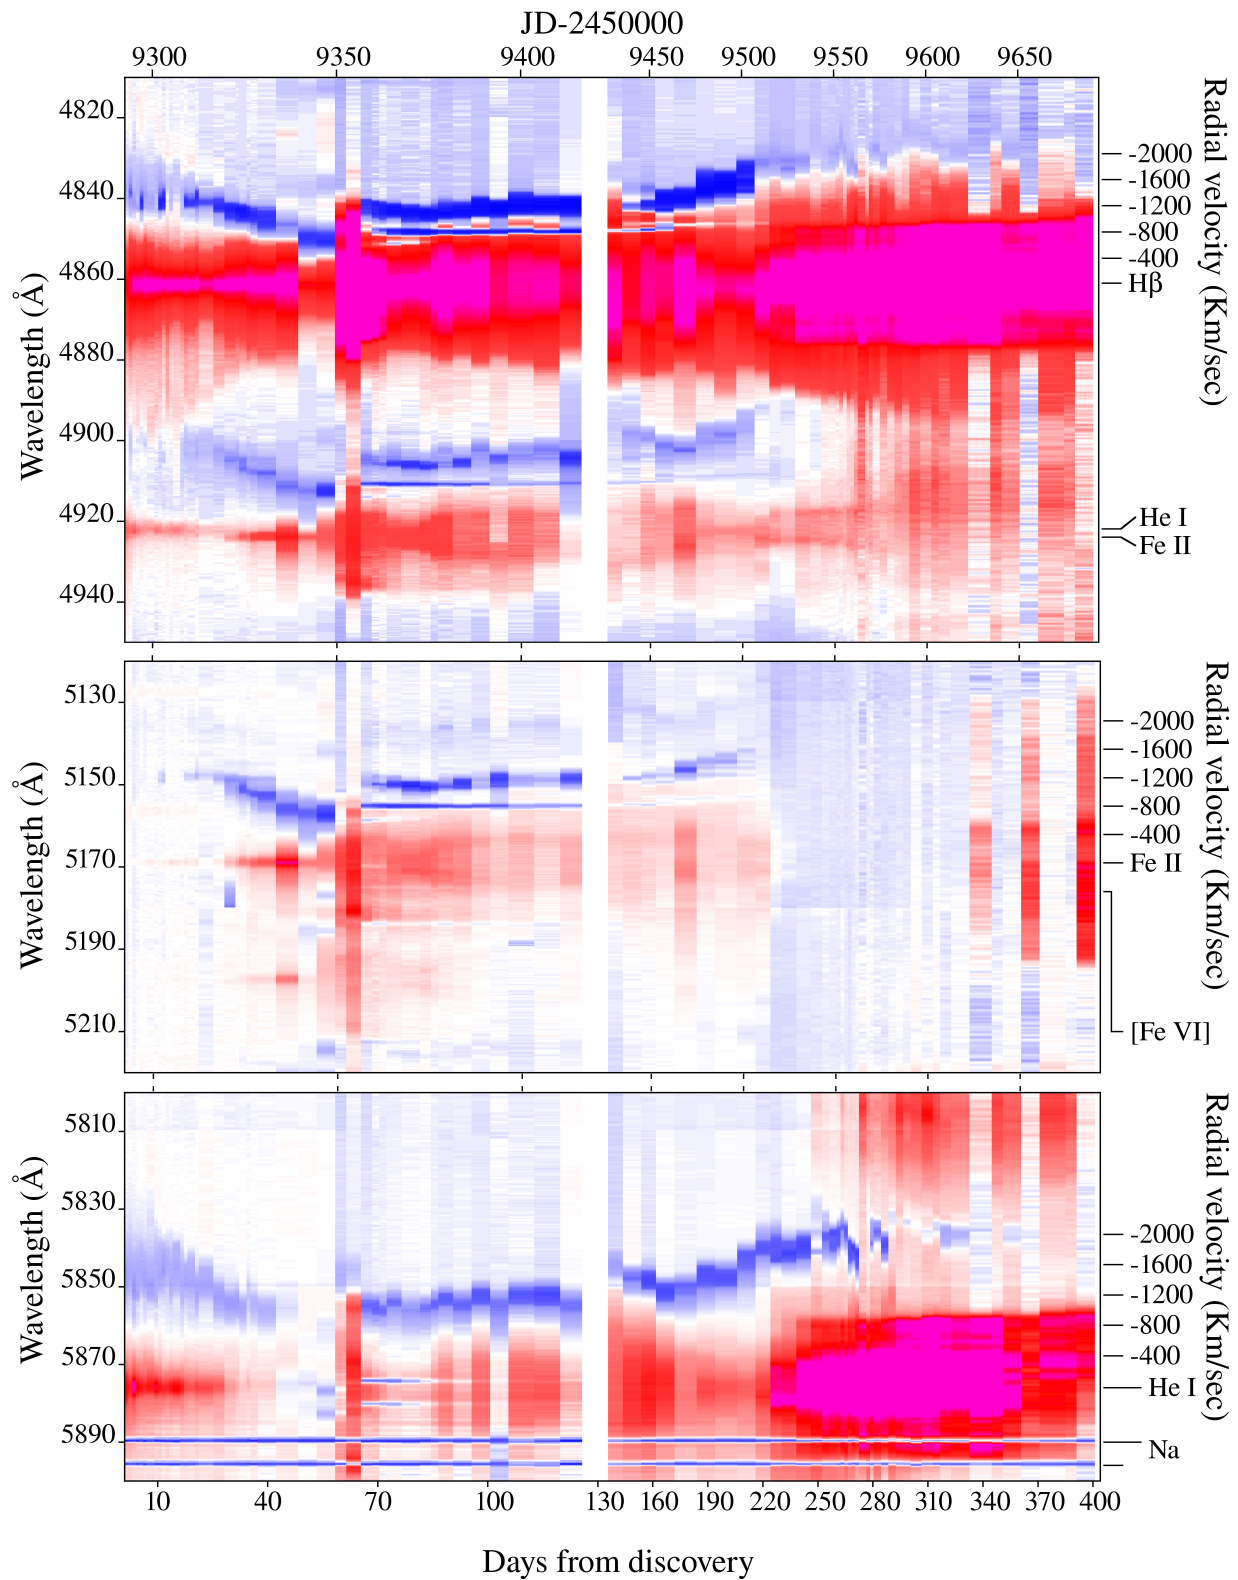 JD-2450000
9300 9350 9400 9450 9500 9550 9600 9650
Wavelength (Å)
4820
4840
4860
4880
4900
4920
4940
Radial velocity (Km/sec)
-2000
-1600
-1200
-800
-400
Hβ
He I
Fe II
Wavelength (Å)
5130
5150
5170
5190
5210
Radial velocity (Km/sec)
-2000
-1600
-1200
-800
-400
Fe II
[Fe VI]
Wavelength (Å)
5810
5830
5850
5870
5890
Radial velocity (Km/sec)
-2000
-1600
-1200
-800
-400
He I
Na
10 40 70 100 130 160 190 220 250 280 310 340 370 400
Days from discovery